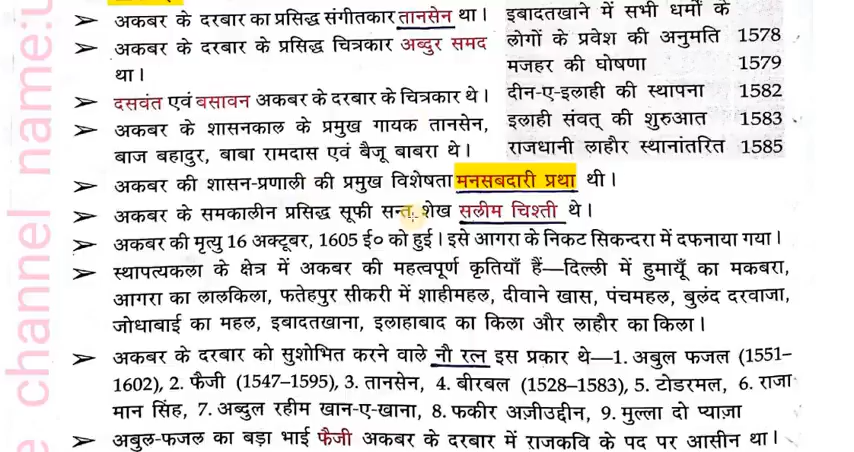 ➢ अकबर के दरबार का प्रसिद्ध संगीतकार तानसेन था।
➢ अकबर के दरबार के प्रसिद्ध चित्रकार अब्दुर समद
था।
➢ दसवंत एवं बसावन अकबर के दरबार के चित्रकार थे।
➢ अकबर के शासनकाल के प्रमुख गायक तानसेन,
बाज बहादुर, बाबा रामदास एवं बैजू बाबरा थे।
इबादतखाने में सभी धर्मों के
लोगों के प्रवेश की अनुमति 1578
मजहर की घोषणा 1579
दीन-ए-इलाही की स्थापना 1582
इलाही संवत् की शुरुआत 1583
राजधानी लाहौर स्थानांतरित 1585
➢ अकबर की शासन-प्रणाली की प्रमुख विशेषता मनसबदारी प्रथा थी।
➢ अकबर के समकालीन प्रसिद्ध सूफी सन्त शेख सलीम चिश्ती थे।
➢ अकबर की मृत्यु 16 अक्टूबर, 1605 ई० को हुई। इसे आगरा के निकट सिकन्दरा में दफनाया गया।
➢ स्थापत्यकला के क्षेत्र में अकबर की महत्वपूर्ण कृतियाँ हैं—दिल्ली में हुमायूँ का मकबरा,
आगरा का लालकिला, फतेहपुर सीकरी में शाहीमहल, दीवाने खास, पंचमहल, बुलंद दरवाजा,
जोधाबाई का महल, इबादतखाना, इलाहाबाद का किला और लाहौर का किला।
➢ अकबर के दरबार को सुशोभित करने वाले नौ रत्न इस प्रकार थे—1. अबुल फजल (1551–
1602), 2. फैजी (1547–1595), 3. तानसेन, 4. बीरबल (1528–1583), 5. टोडरमल, 6. राजा
मान सिंह, 7. अब्दुल रहीम खान-ए-खाना, 8. फकीर अज़ीउद्दीन, 9. मुल्ला दो प्याज़ा
➢ अबुल-फजल का बड़ा भाई फैजी अकबर के दरबार में राजकवि के पद पर आसीन था।
channel name: